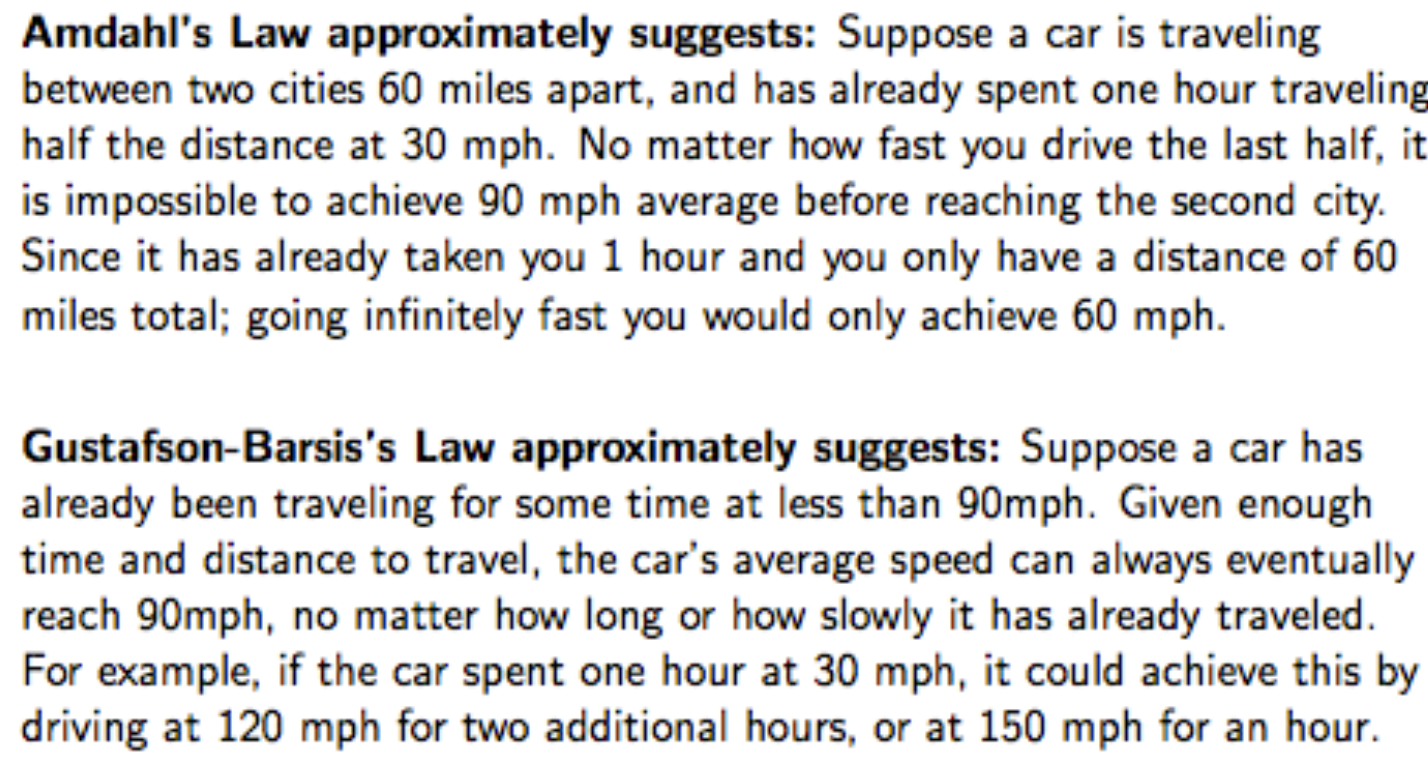 Amdahl's Law approximately suggests: Suppose a car is traveling
between two cities 60 miles apart, and has already spent one hour traveling
half the distance at 30 mph. No matter how fast you drive the last half, it
is impossible to achieve 90 mph average before reaching the second city.
Since it has already taken you 1 hour and you only have a distance of 60
miles total; going infinitely fast you would only achieve 60 mph.
Gustafson-Barsis's Law approximately suggests: Suppose a car has
already been traveling for some time at less than 90mph. Given enough
time and distance to travel, the car's average speed can always eventually
reach 90mph, no matter how long or how slowly it has already traveled.
For example, if the car spent one hour at 30 mph, it could achieve this by
driving at 120 mph for two additional hours, or at 150 mph for an hour.